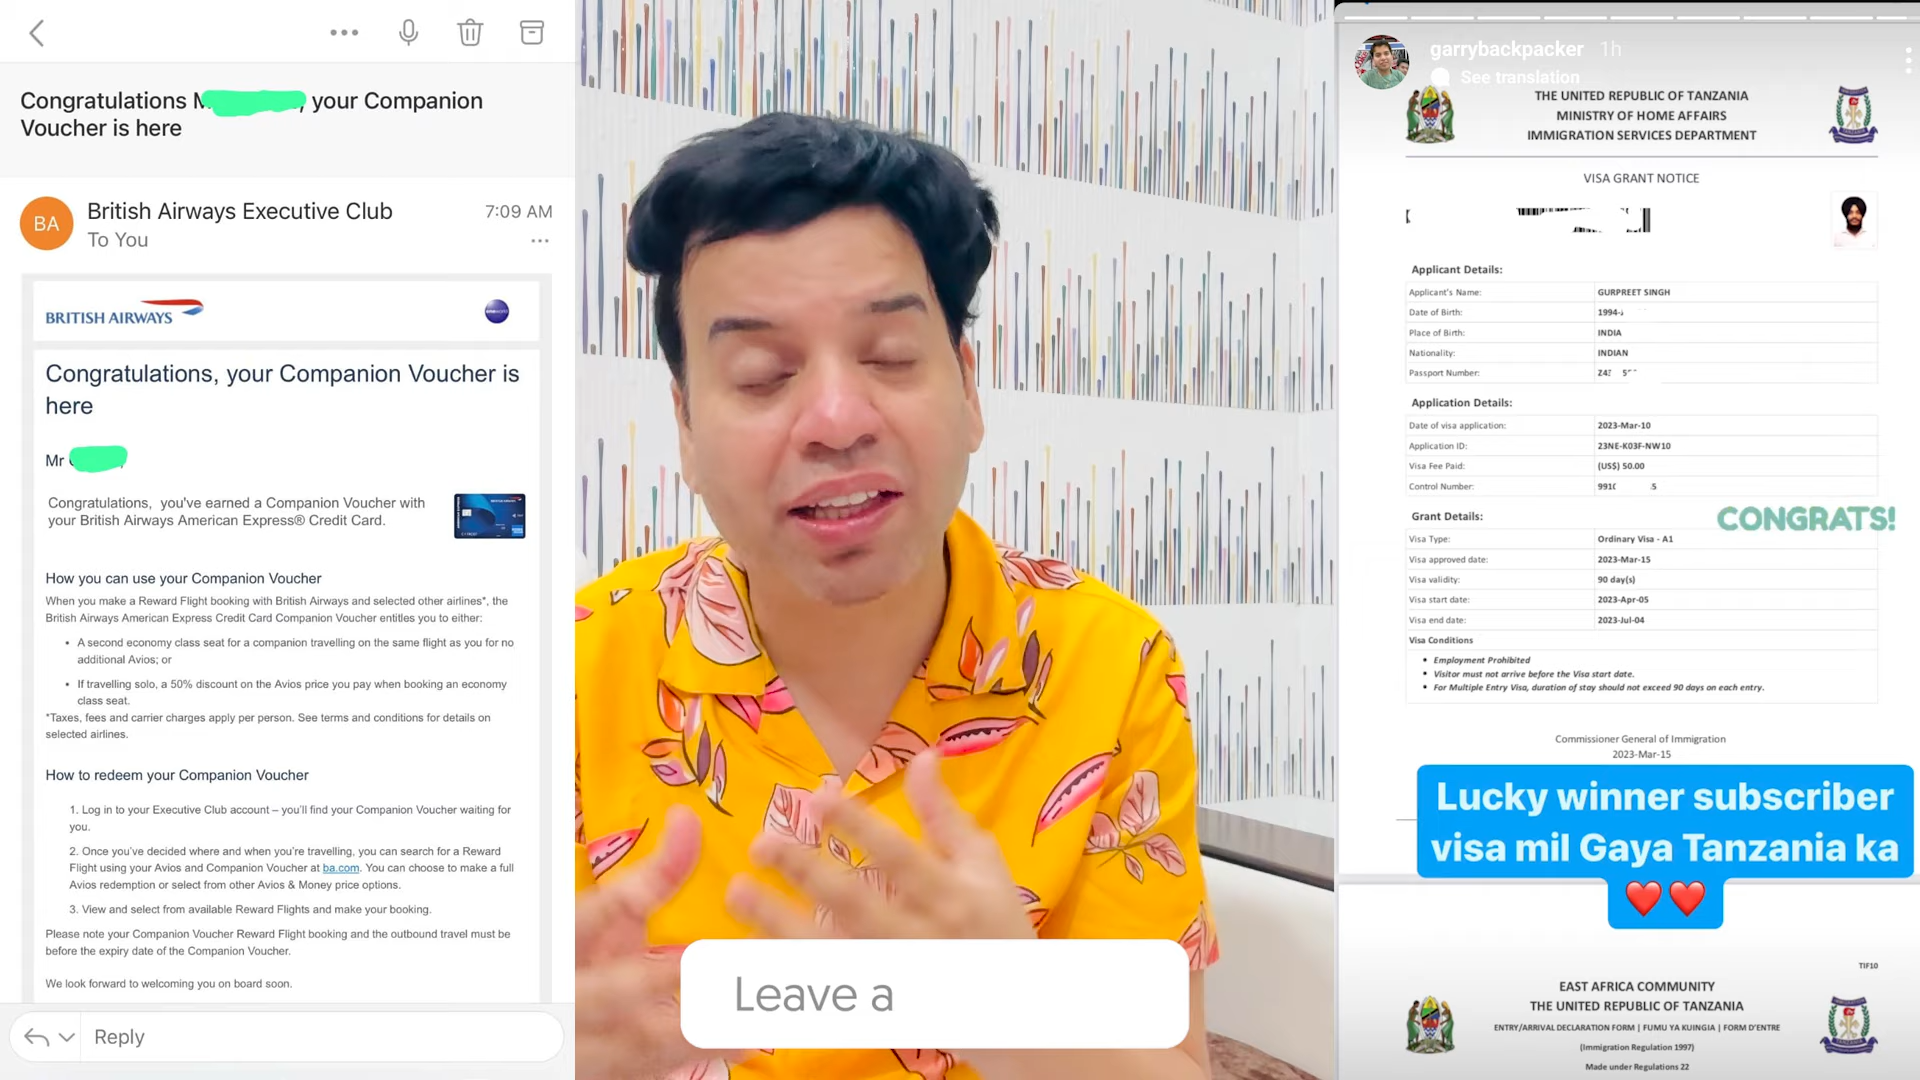 Congratulations M , your Companion
Voucher is here
BA
British Airways Executive Club
7:09 AM
To You
BRITISH AIRWAYS
Congratulations, your Companion Voucher is
here
Mr
Congratulations, you've earned a Companion Voucher with
your British Airways American Express® Credit Card.
How you can use your Companion Voucher
When you make a Reward Flight booking with British Airways and selected other airlines*, the
British Airways American Express Credit Card Companion Voucher entitles you to either:
• A second economy class seat for a companion travelling on the same flight as you for no
additional Avios; or
• If travelling solo, a 50% discount on the Avios price you pay when booking an economy
class seat.
*Taxes, fees and carrier charges apply per person. See terms and conditions for details on
selected airlines.
How to redeem your Companion Voucher
1. Log in to your Executive Club account – you'll find your Companion Voucher waiting for
you.
2. Once you've decided where and when you're travelling, you can search for a Reward
Flight using your Avios and Companion Voucher at ba.com. You can choose to make a full
Avios redemption or select from other Avios & Money price options.
3. View and select from available Reward Flights and make your booking.
Please note your Companion Voucher Reward Flight booking and the outbound travel must be
before the expiry date of the Companion Voucher.
We look forward to welcoming you on board soon.
Reply
Leave a
garrybackpacker 1h
See translation
THE UNITED REPUBLIC OF TANZANIA
MINISTRY OF HOME AFFAIRS
IMMIGRATION SERVICES DEPARTMENT
VISA GRANT NOTICE
Applicant Details:
Applicant's Name: GURPREET SINGH
Date of Birth: 1994-
Place of Birth: INDIA
Nationality: INDIAN
Passport Number:
Application Details:
Date of visa application: 2023-Mar-10
Application ID: 23NE-K03F-NW10
Visa Fee Paid: (US$) 50.00
Control Number:
Grant Details:
CONGRATS!
Visa Type: Ordinary Visa - A1
Visa approved date: 2023-Mar-15
Visa validity: 90 day(s)
Visa start date: 2023-Apr-05
Visa end date: 2023-Jul-04
Visa Conditions
• Employment Prohibited
• Visitor must not arrive before the Visa start date.
• For Multiple Entry Visa, duration of stay should not exceed 90 days on each entry.
Commissioner General of Immigration
2023-Mar-15
Lucky winner subscriber
visa mil Gaya Tanzania ka
❤️❤️
TIF10
EAST AFRICA COMMUNITY
THE UNITED REPUBLIC OF TANZANIA
ENTRY/ARRIVAL DECLARATION FORM | FUMU YA KUINGIA | FORM D'ENTRE
(Immigration Regulation 1997)
Made under Regulations 22